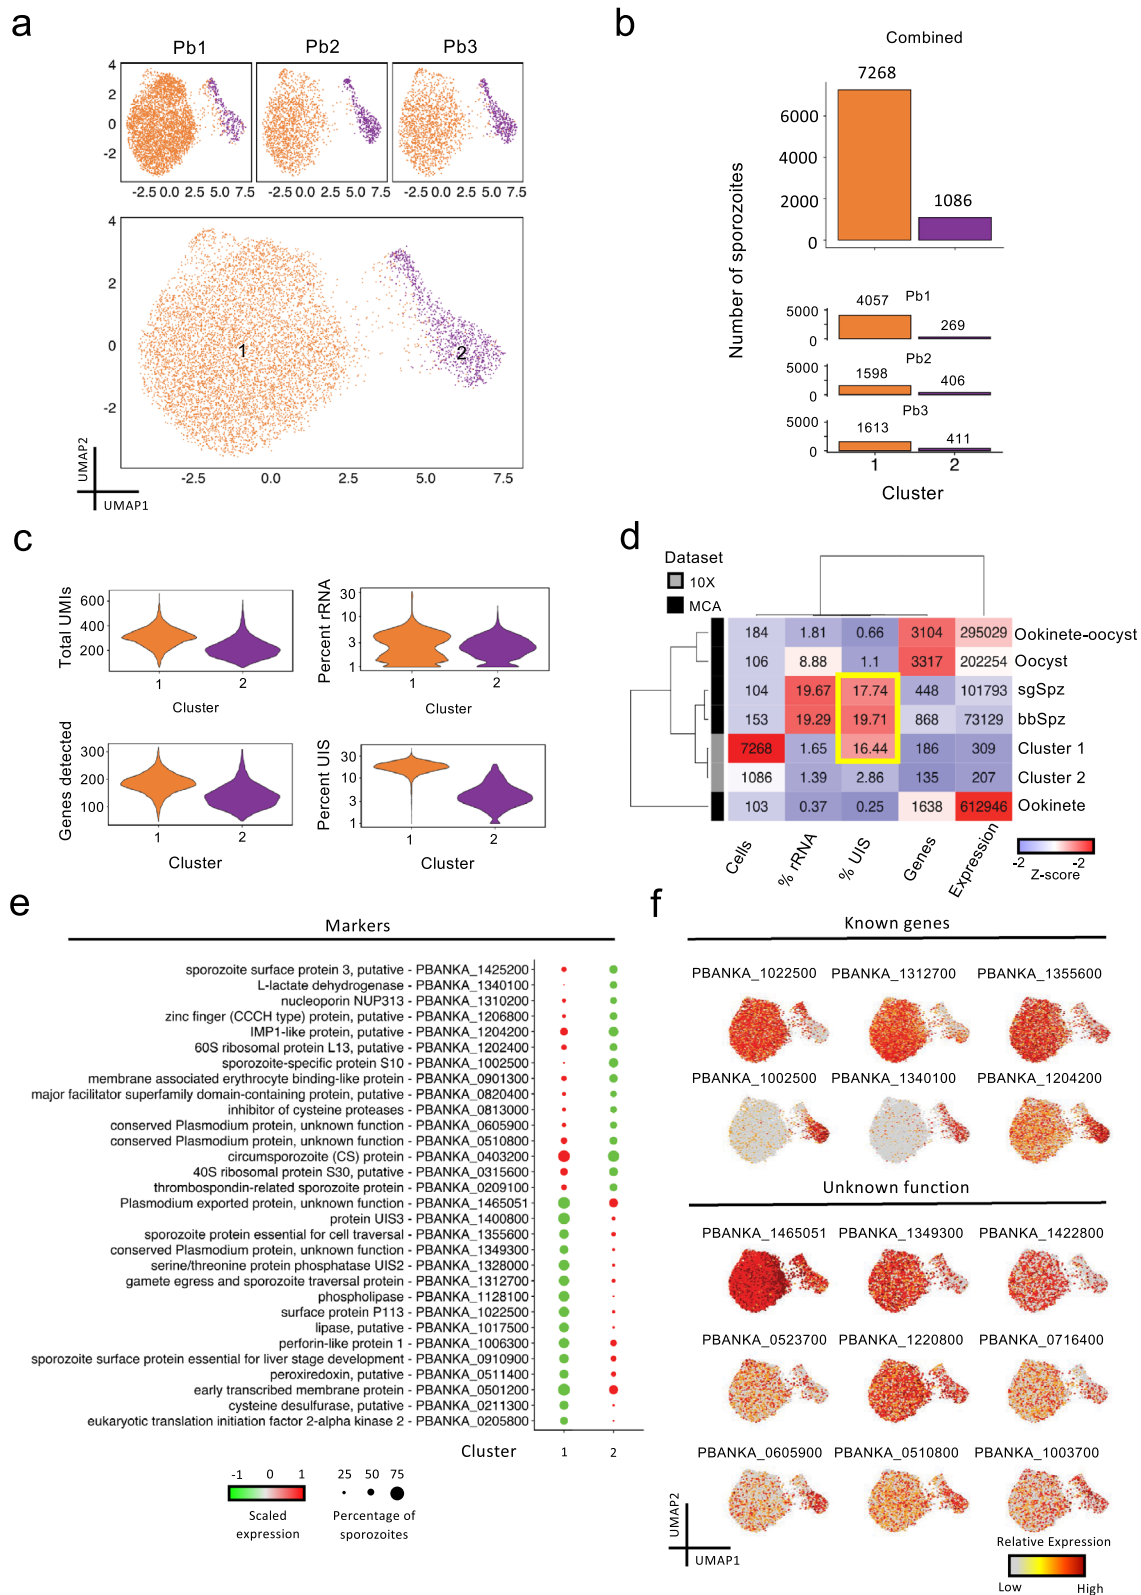 a
Pb1 Pb2 Pb3
4
2
0
-2
-2.5 0.0 2.5 5.0 7.5 -2.5 0.0 2.5 5.0 7.5 -2.5 0.0 2.5 5.0 7.5
4
2
0
-2
1
2
-2.5 0.0 2.5 5.0 7.5
UMAP2
UMAP1
b
Combined
7268
1086
6000
4000
2000
0
Number of sporozoites
Pb1
5000
0
4057
269
Pb2
5000
0
1598
406
Pb3
5000
0
1613
411
1 2
Cluster
c
Total UMIs
600
400
200
1 2
Cluster
Percent rRNA
30
10
3
1
1 2
Cluster
Genes detected
300
200
100
1 2
Cluster
Percent UIS
30
10
3
1
1 2
Cluster
d
Dataset
10X
MCA
184 1.81 0.66 3104 295029 Ookinete-oocyst
106 8.88 1.1 3317 202254 Oocyst
104 19.67 17.74 448 101793 sgSpz
153 19.29 19.71 868 73129 bbSpz
7268 1.65 16.44 186 309 Cluster 1
1086 1.39 2.86 135 207 Cluster 2
103 0.37 0.25 1638 612946 Ookinete
Cells % rRNA % UIS Genes Expression
-2 -2
Z-score
e
Markers
sporozoite surface protein 3, putative - PBANKA_1425200
L-lactate dehydrogenase - PBANKA_1340100
nucleoporin NUP313 - PBANKA_1310200
zinc finger (CCCH type) protein, putative - PBANKA_1206800
IMP1-like protein, putative - PBANKA_1204200
60S ribosomal protein L13, putative - PBANKA_1202400
sporozoite-specific protein S10 - PBANKA_1002500
membrane associated erythrocyte binding-like protein - PBANKA_0901300
major facilitator superfamily domain-containing protein, putative - PBANKA_0820400
inhibitor of cysteine proteases - PBANKA_0813000
conserved Plasmodium protein, unknown function - PBANKA_0605900
conserved Plasmodium protein, unknown function - PBANKA_0510800
circumsporozoite (CS) protein - PBANKA_0403200
40S ribosomal protein S30, putative - PBANKA_0315600
thrombospondin-related sporozoite protein - PBANKA_0209100
Plasmodium exported protein, unknown function - PBANKA_1465051
protein UIS3 - PBANKA_1400800
sporozoite protein essential for cell traversal - PBANKA_1355600
conserved Plasmodium protein, unknown function - PBANKA_1349300
serine/threonine protein phosphatase UIS2 - PBANKA_1328000
gamete egress and sporozoite traversal protein - PBANKA_1312700
phospholipase - PBANKA_1128100
surface protein P113 - PBANKA_1022500
lipase, putative - PBANKA_1017500
perforin-like protein 1 - PBANKA_1006300
sporozoite surface protein essential for liver stage development - PBANKA_0910900
peroxiredoxin, putative - PBANKA_0511400
early transcribed membrane protein - PBANKA_0501200
cysteine desulfurase, putative - PBANKA_0211300
eukaryotic translation initiation factor 2-alpha kinase 2 - PBANKA_0205800
Cluster 1 2
-1 0 1
Scaled
expression
25 50 75
Percentage of
sporozoites
f
Known genes
PBANKA_1022500 PBANKA_1312700 PBANKA_1355600
PBANKA_1002500 PBANKA_1340100 PBANKA_1204200
Unknown function
PBANKA_1465051 PBANKA_1349300 PBANKA_1422800
PBANKA_0523700 PBANKA_1220800 PBANKA_0716400
PBANKA_0605900 PBANKA_0510800 PBANKA_1003700
UMAP2
UMAP1
Relative Expression
Low High